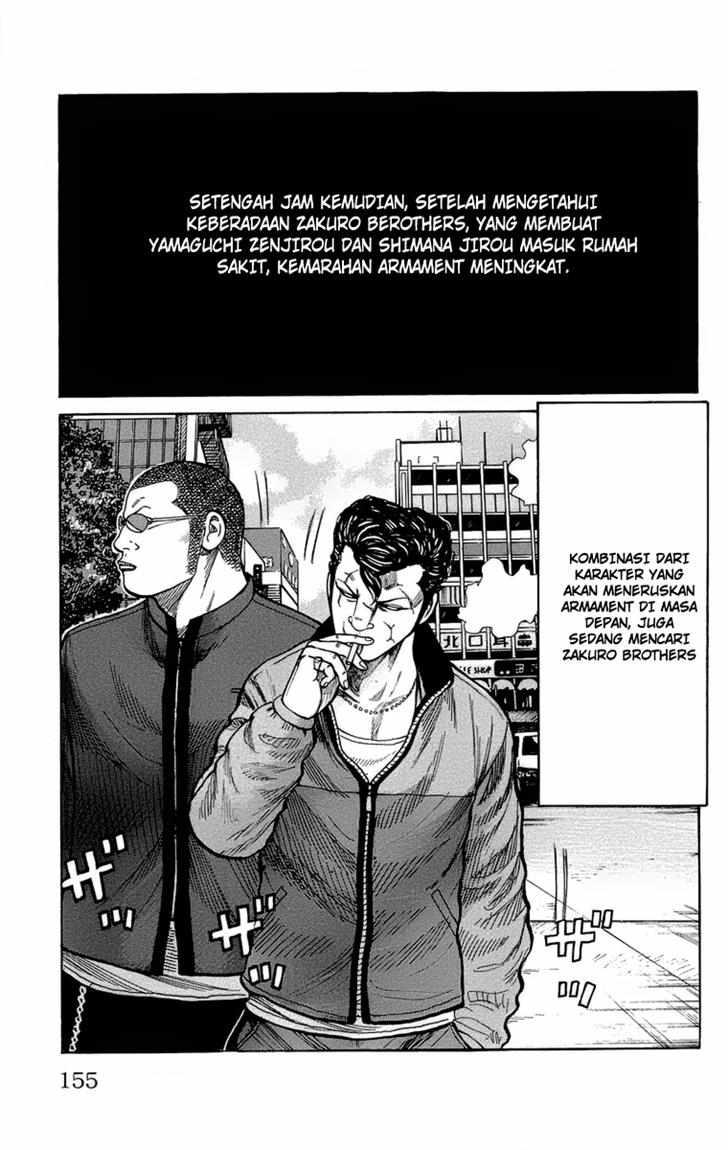 SETENGAH JAM KEMUDIAN, SETELAH MENGETAHUI
KEBERADAAN ZAKURO BEROTHERS, YANG MEMBUAT
YAMAGUCHI ZENJIROU DAN SHIMANA JIROU MASUK RUMAH
SAKIT, KEMARAHAN ARMAMENT MENINGKAT.
KOMBINASI DARI
KARAKTER YANG
AKAN MENERUSKAN
ARMAMENT DI MASA
DEPAN, JUGA
SEDANG MENCARI
ZAKURO BROTHERS
北
SHOP
ザッ
ザッ
ザッ
155